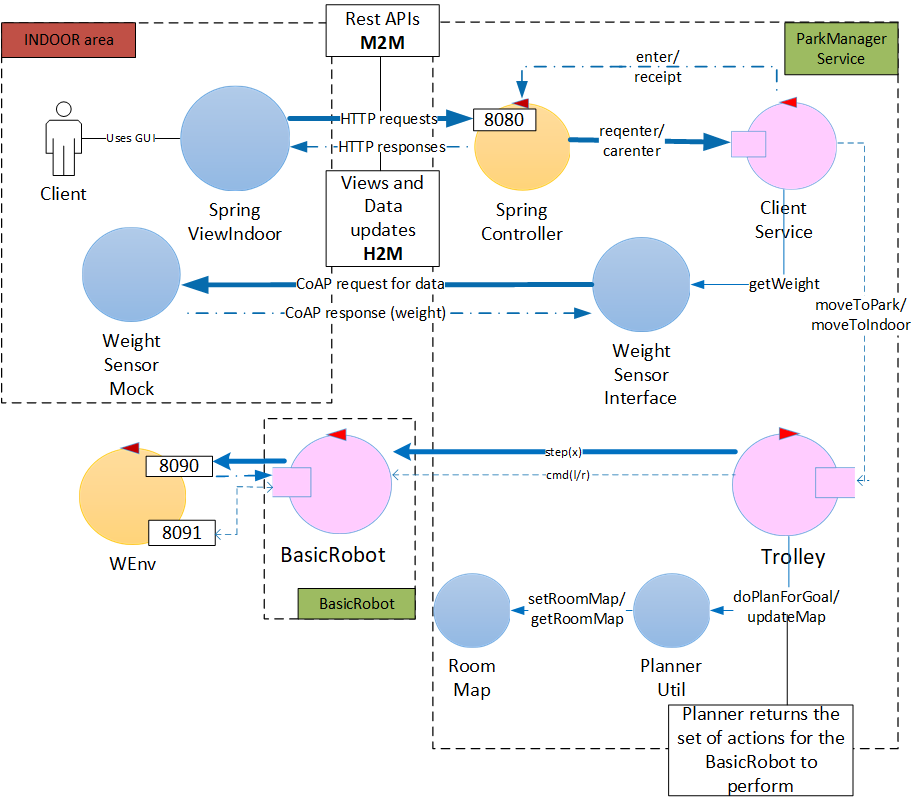 Rest APIs
M2M
INDOOR area
ParkManager
Service
enter/
receipt
8080
HTTP requests
HTTP responses
Uses GUI
reqenter/
carenter
Client
Spring
ViewIndoor
Views and
Data
updates
H2M
Spring
Controller
Client
Service
CoAP request for data
getWeight
CoAP response (weight)
moveToPark/
moveToIndoor
Weight
Sensor
Mock
Weight
Sensor
Interface
8090
step(x)
cmd(l/r)
8091
WEnv
BasicRobot
Trolley
BasicRobot
setRoomMap/
getRoomMap
doPlanForGoal/
updateMap
Room
Map
Planner
Util
Planner returns the
set of actions for the
BasicRobot to
perform